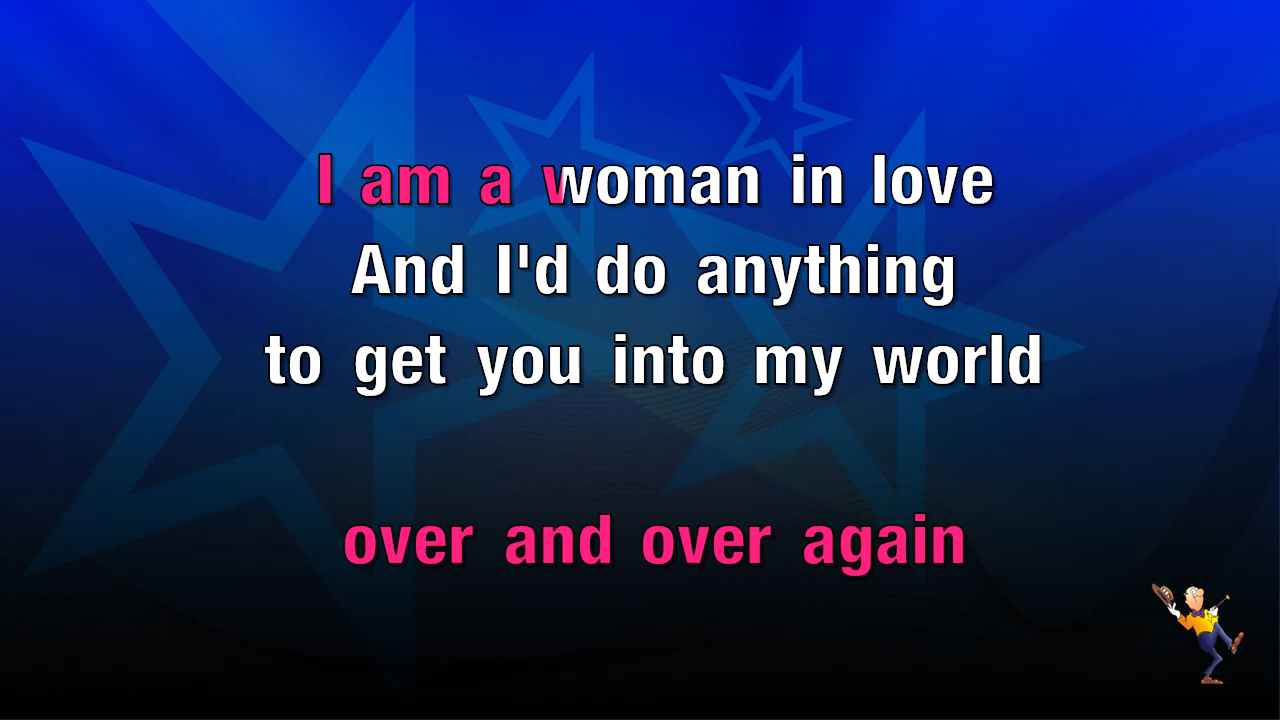 I am a woman in love
And I'd do anything
to get you into my world
over and over again